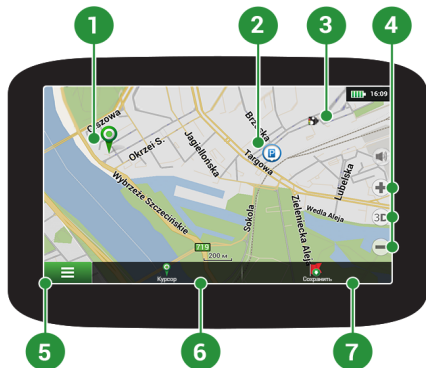 1
2
3
4
16:09
Olszowa
Okrzei S.
Jagiellońska
Brzeska
Targowa
P
Lubelska
Wybrzeże Szczecińskie
Sokola
Zieleniecka Aleja
Wedla Aleja
3D
719
200 м
Курсор
Сохранить
5
6
7